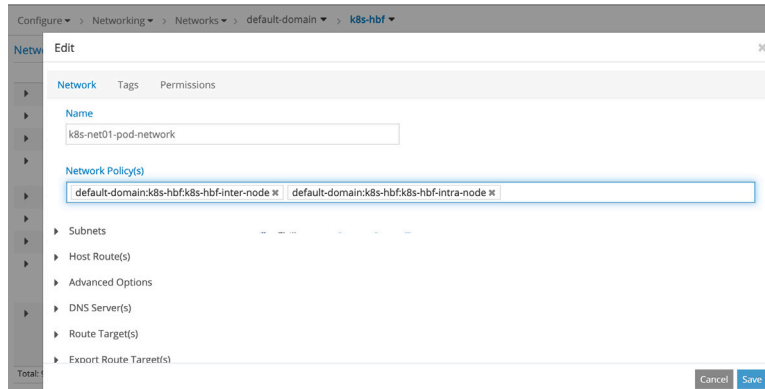 Configure > Networking > Networks > default-domain > k8s-hbf
Netw
Edit
Network Tags Permissions
Name
k8s-net01-pod-network
Network Policy(s)
default-domain:k8s-hbf:k8s-hbf-inter-node default-domain:k8s-hbf:k8s-hbf-intra-node
Subnets
Host Route(s)
Advanced Options
DNS Server(s)
Route Target(s)
Export Route Target(s)
Total:
Cancel Save